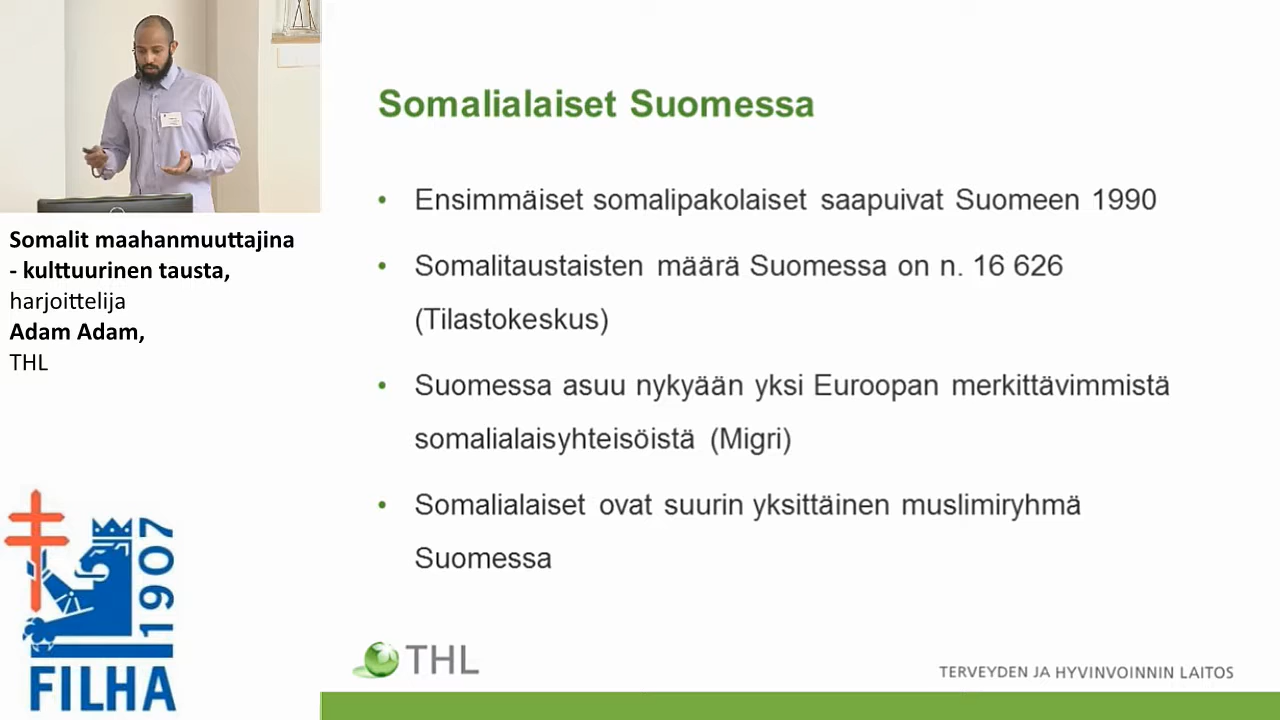 Somalit maahanmuuttajina
- kulttuurinen tausta,
harjoittelija
Adam Adam,
THL
1907
FILHA
Somalialaiset Suomessa
• Ensimmäiset somalipakolaiset saapuivat Suomeen 1990
• Somalitaustaisten määrä Suomessa on n. 16 626
(Tilastokeskus)
• Suomessa asuu nykyään yksi Euroopan merkittävimmistä
somalialaisyhteisöistä (Migri)
• Somalialaiset ovat suurin yksittäinen muslimiryhmä
Suomessa
THL
TERVEYDEN JA HYVINVOINNIN LAITOS